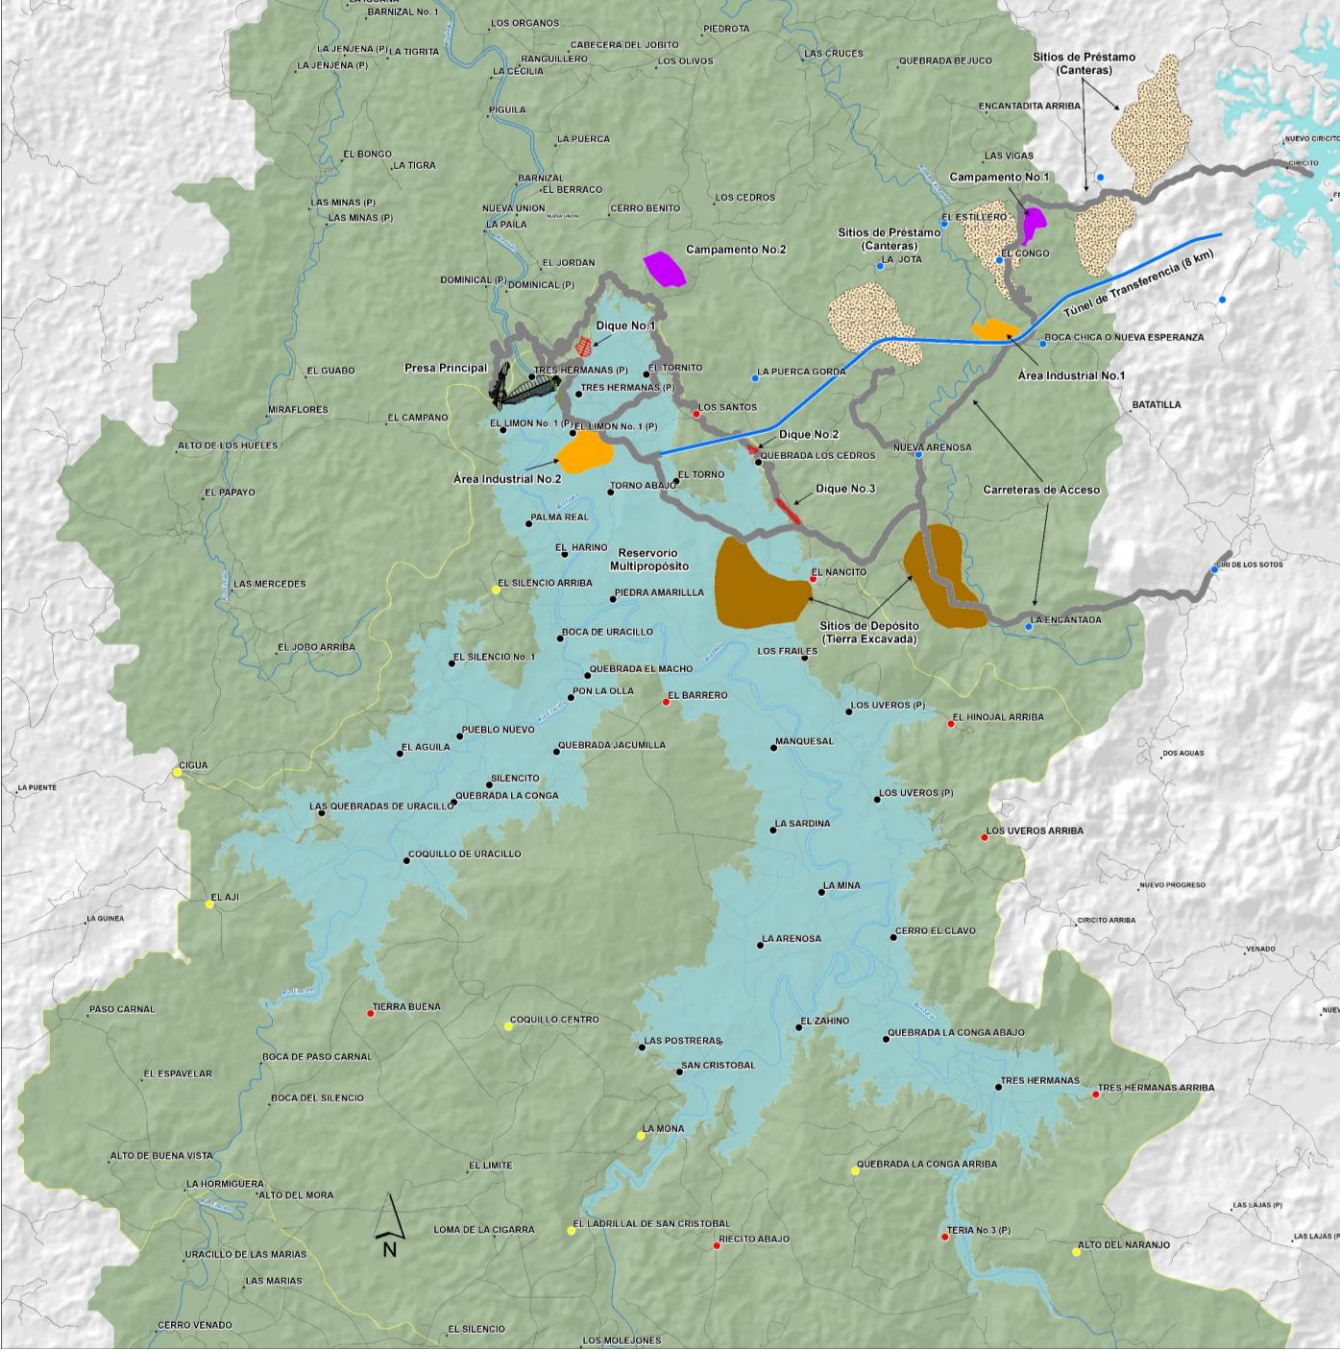 LA IGUANA
BARNIZAL No. 1
LOS ORGANOS
PIEDROTA
LA JENJENA (P)
LA TIGRITA
CABECERA DEL JOBITO
LAS CRUCES
Sitios de Préstamo
(Canteras)
LA JENJENA (P)
RANGUILLERO
LOS OLIVOS
QUEBRADA BEJUCO
LA CECILIA
PIGUILA
ENCANTADITA ARRIBA
LA PUERCA
NUEVO CIRICITO
EL BONGO
LA TIGRA
LAS VIGAS
CIRICITO
BARNIZAL
Campamento No.1
EL BERRACO
LOS CEDROS
LAS MINAS (P)
LAS MINAS (P)
NUEVA UNION
NUEVA UNION
CERRO BENITO
EL ESTILLERO
LA PAILA
Sitios de Préstamo
(Canteras)
Campamento No.2
EL CONGO
EL JORDAN
LA JOTA
DOMINICAL (P)
DOMINICAL (P)
Túnel de Transferencia (8 km)
Dique No.1
BOCA CHICA O NUEVA ESPERANZA
Presa Principal
EL GUABO
TRES HERMANAS (P)
EL TORNITO
LA PUERCA GORDA
Área Industrial No.1
TRES HERMANAS (P)
MIRAFLORES
EL CAMPANO
LOS SANTOS
BATATILLA
EL LIMON No. 1 (P)
EL LIMON No. 1 (P)
Dique No.2
ALTO DE LOS HUELES
NUEVA ARENOSA
QUEBRADA LOS CEDROS
Área Industrial No.2
EL TORNO
TORNO ABAJO
Dique No.3
Carreteras de Acceso
EL PAPAYO
PALMA REAL
EL HARINO
Reservorio
Multipropósito
CIRI DE LOS SOTOS
EL NANCITO
LAS MERCEDES
EL SILENCIO ARRIBA
PIEDRA AMARILLLA
Sitios de Depósito
(Tierra Excavada)
LA ENCANTADA
BOCA DE URACILLO
EL JOBO ARRIBA
LOS FRAILES
EL SILENCIO No. 1
QUEBRADA EL MACHO
PON LA OLLA
EL BARRERO
LOS UVEROS (P)
EL HINOJAL ARRIBA
PUEBLO NUEVO
EL AGUILA
QUEBRADA JACUMILLA
MANQUESAL
DOS AGUAS
CIGUA
SILENCITO
LA PUENTE
QUEBRADA LA CONGA
LOS UVEROS (P)
LAS QUEBRADAS DE URACILLO
LA SARDINA
LOS UVEROS ARRIBA
COQUILLO DE URACILLO
LA MINA
NUEVO PROGRESO
EL AJI
LA GUINEA
CIRICITO ARRIBA
CERRO EL CLAVO
LA ARENOSA
VENADO
TIERRA BUENA
PASO CARNAL
COQUILLO CENTRO
EL ZAHINO
QUEBRADA LA CONGA ABAJO
LAS POSTRERAS
BOCA DE PASO CARNAL
SAN CRISTOBAL
EL ESPAVELAR
TRES HERMANAS
TRES HERMANAS ARRIBA
BOCA DEL SILENCIO
LA MONA
ALTO DE BUENA VISTA
EL LIMITE
QUEBRADA LA CONGA ARRIBA
LA HORMIGUERA
ALTO DEL MORA
LAS LAJAS (P)
LOMA DE LA CIGARRA
EL LADRILLAL DE SAN CRISTOBAL
RIECITO ABAJO
TERIA No.3 (P)
ALTO DEL NARANJO
LAS LAJAS (P
N
URACILLO DE LAS MARIAS
LAS MARIAS
CERRO VENADO
EL SILENCIO
LOS MOLEJONES